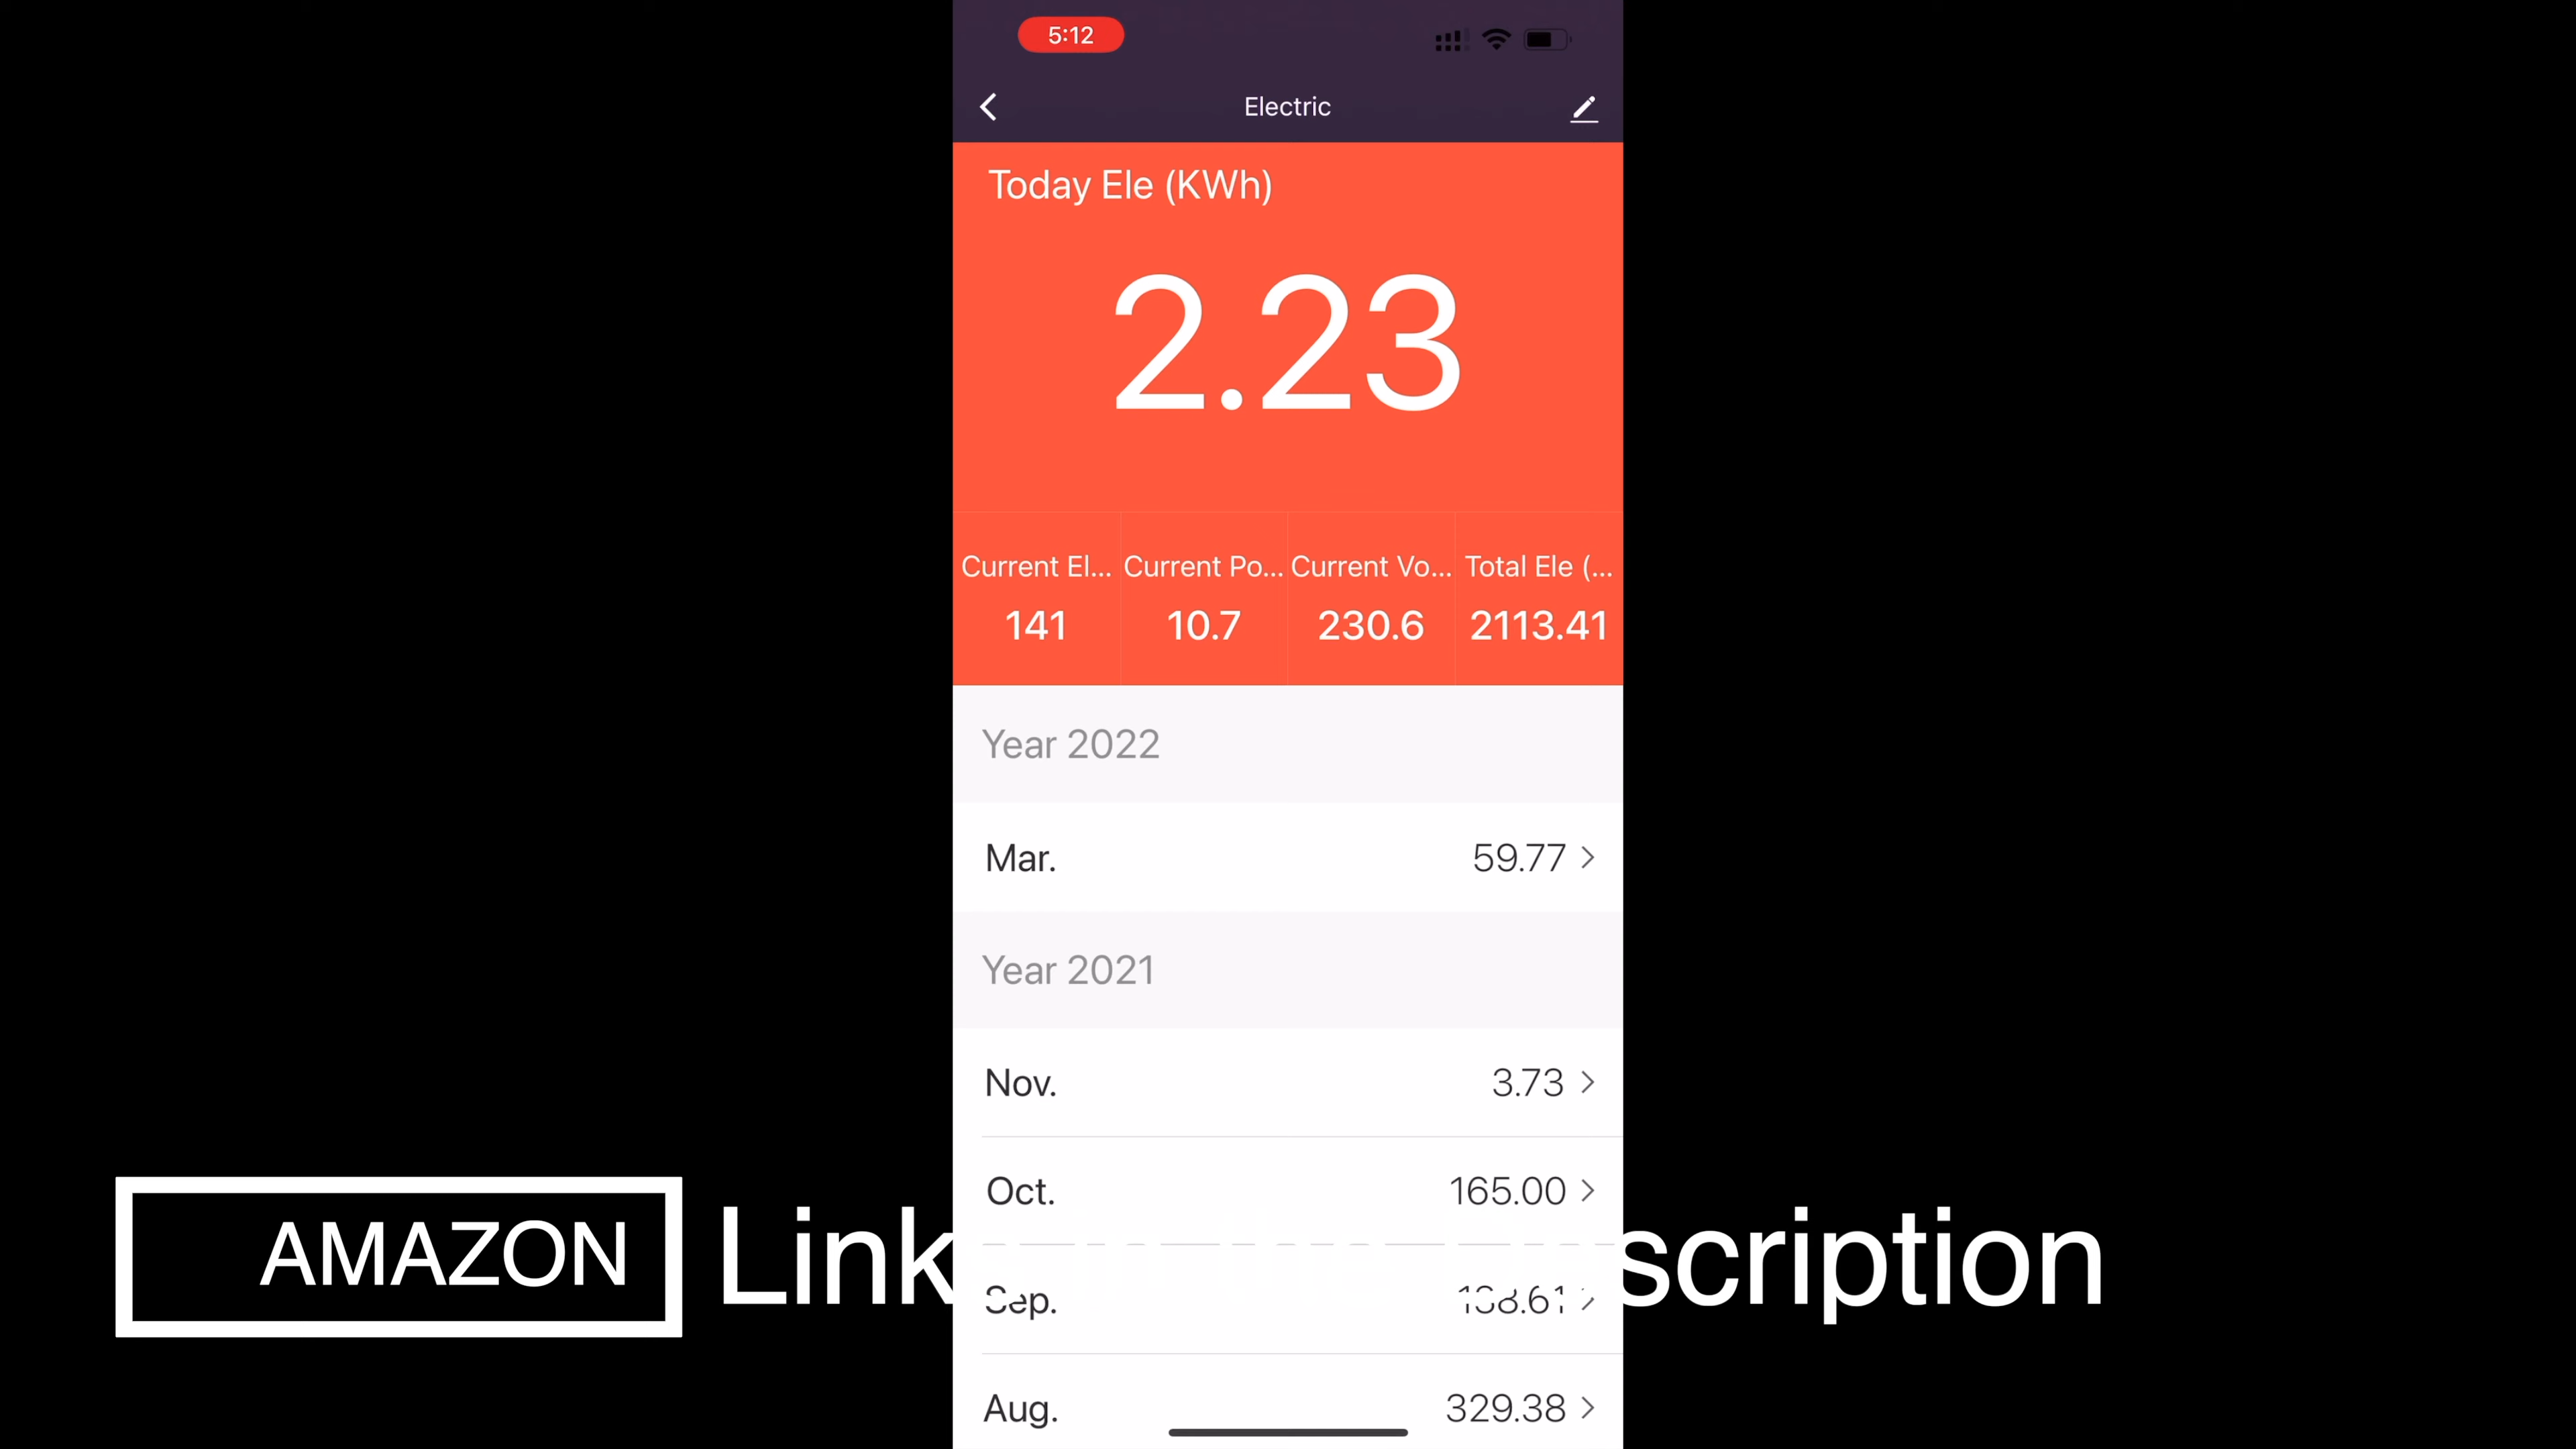 5:12
Electric
Today Ele (KWh)
2.23
Current El... Current Po... Current Vo... Total Ele (...
141 10.7 230.6 2113.41
Year 2022
Mar. 59.77
Year 2021
Nov. 3.73
Oct. 165.00
AMAZON
Sep.
Aug. 329.38